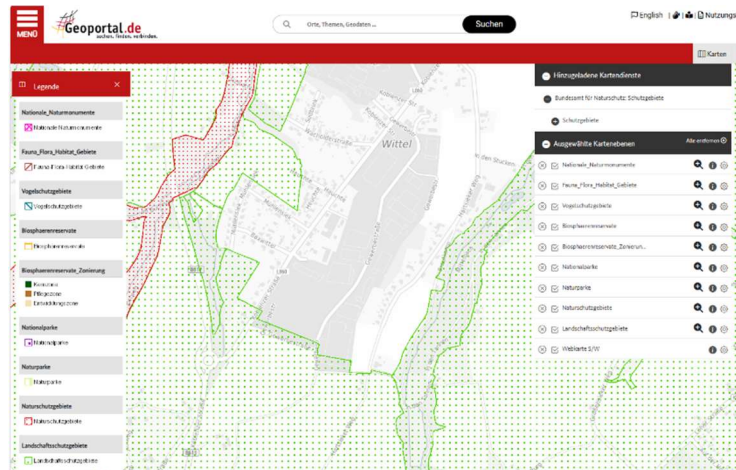 MENÜ
Geoportal.de
suchen. finden. verbinden.
Orte, Themen, Geodaten ...
Suchen
English
Nutzungs
Karten
Legende
Nationale_Naturmonumente
Nationale Naturmonumente
Fauna_Flora_Habitat_Gebiete
Fauna-Flora-Habitat-Gebiete
Vogelschutzgebiete
Vogelschutzgebiete
Biosphaerenreservate
Biosphaerenreservate
Biosphaerenreservate_Zonierung
Kernzone
Pflegezone
Entwicklungszone
Nationalparke
Nationalparke
Naturparke
Naturparke
Naturschutzgebiete
Naturschutzgebiete
Landschaftsschutzgebiete
Landschaftsschutzgebiete
Wittel
Hinzugeladene Kartendienste
Bundesamt für Naturschutz: Schutzgebiete
Schutzgebiete
Ausgewählte Kartenebenen
Alle entfernen
Nationale_Naturmonumente
Fauna_Flora_Habitat_Gebiete
Vogelschutzgebiete
Biosphaerenreservate
Biosphaerenreservate_Zonierun...
Nationalparke
Naturparke
Naturschutzgebiete
Landschaftsschutzgebiete
Webkarte S/W